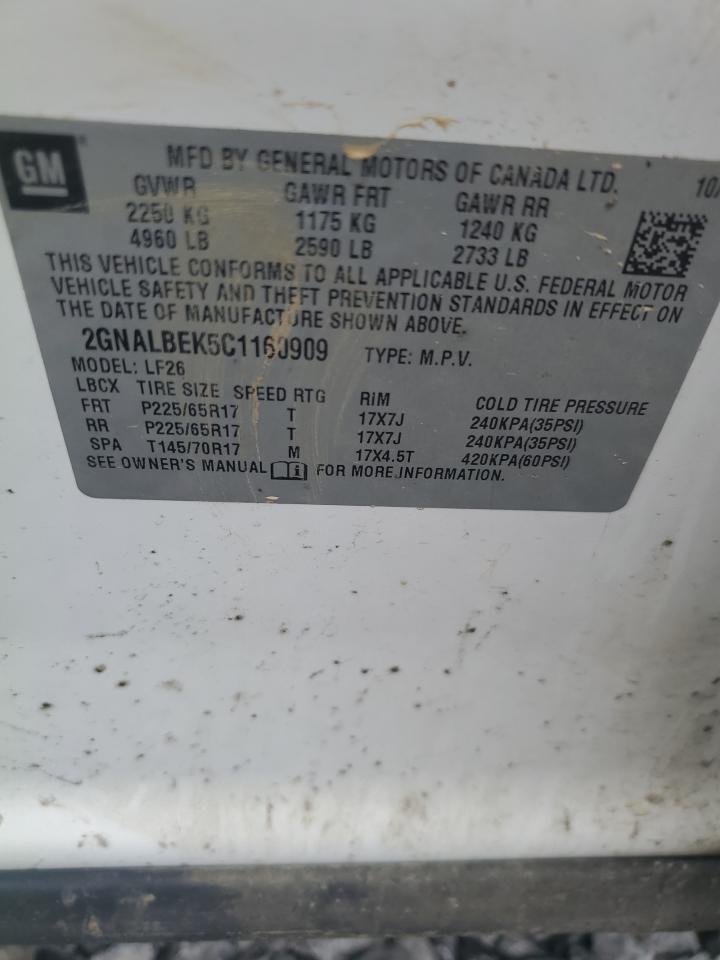 GM
MFD BY GENERAL MOTORS OF CANADA LTD. 10/
GVWR GAWR FRT GAWR RR
2250 KG 1175 KG 1240 KG
4960 LB 2590 LB 2733 LB
THIS VEHICLE CONFORMS TO ALL APPLICABLE U.S. FEDERAL MOTOR
VEHICLE SAFETY AND THEFT PREVENTION STANDARDS IN EFFECT ON
THE DATE OF MANUFACTURE SHOWN ABOVE.
2GNALBEK5C1160909 TYPE: M.P.V.
MODEL: LF26
LBCX TIRE SIZE SPEED RTG RIM COLD TIRE PRESSURE
FRT P225/65R17 T 17X7J 240KPA(35PSI)
RR P225/65R17 T 17X7J 240KPA(35PSI)
SPA T145/70R17 M 17X4.5T 420KPA(60PSI)
SEE OWNER'S MANUAL i FOR MORE INFORMATION.